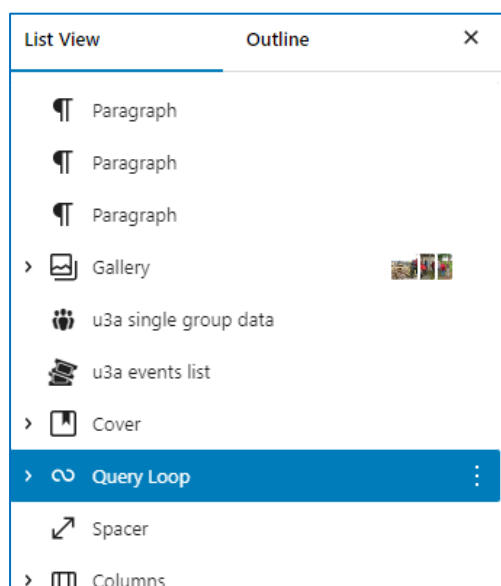 List View Outline
Paragraph
Paragraph
Paragraph
Gallery
u3a single group data
u3a events list
Cover
Query Loop
Spacer
Columns